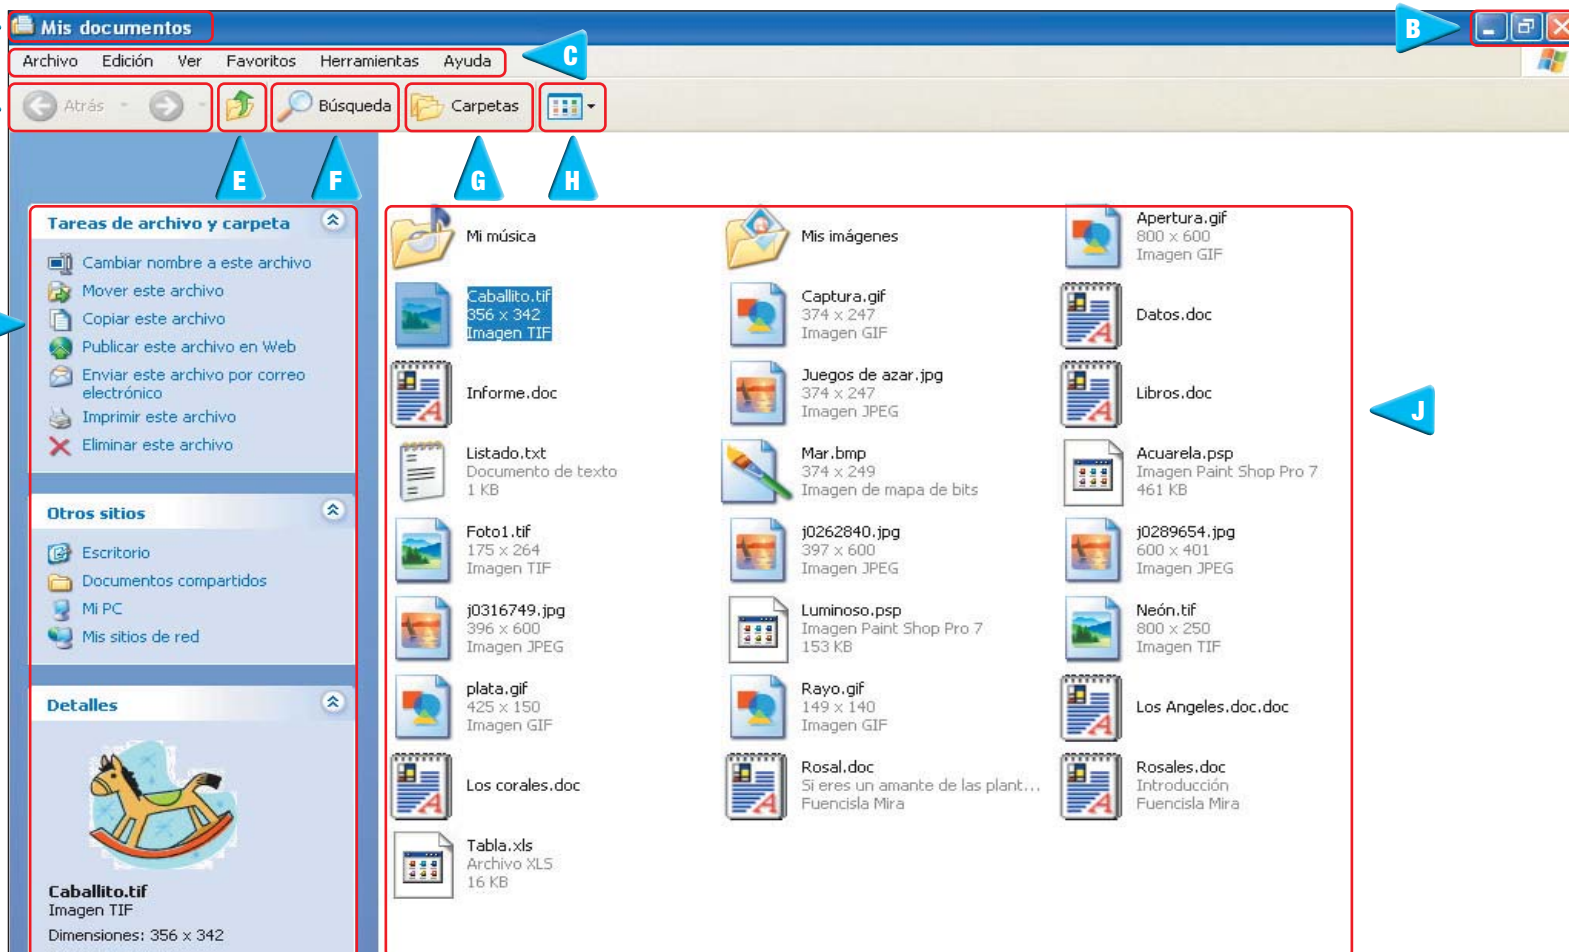 Mis documentos
B
Archivo Edición Ver Favoritos Herramientas Ayuda
C
Atrás
Búsqueda
Carpetas
E
F
G
H
Tareas de archivo y carpeta
Cambiar nombre a este archivo
Mover este archivo
Copiar este archivo
Publicar este archivo en Web
Enviar este archivo por correo
electrónico
Imprimir este archivo
Eliminar este archivo
Otros sitios
Escritorio
Documentos compartidos
Mi PC
Mis sitios de red
Detalles
Caballito.tif
Imagen TIF
Dimensiones: 356 x 342
Mi música
Mis imágenes
Apertura.gif
800 x 600
Imagen GIF
Caballito.tif
356 x 342
Imagen TIF
Captura.gif
374 x 247
Imagen GIF
Datos.doc
Informe.doc
Juegos de azar.jpg
374 x 247
Imagen JPEG
Libros.doc
Listado.txt
Documento de texto
1 KB
Mar.bmp
374 x 249
Imagen de mapa de bits
Acuarela.psp
Imagen Paint Shop Pro 7
461 KB
Foto1.tif
175 x 264
Imagen TIF
j0262840.jpg
397 x 600
Imagen JPEG
j0289654.jpg
600 x 401
Imagen JPEG
j0316749.jpg
396 x 600
Imagen JPEG
Luminoso.psp
Imagen Paint Shop Pro 7
153 KB
Neón.tif
800 x 250
Imagen TIF
plata.gif
425 x 150
Imagen GIF
Rayo.gif
149 x 140
Imagen GIF
Los Angeles.doc.doc
Los corales.doc
Rosal.doc
Si eres un amante de las plant...
Fuencisla Mira
Rosales.doc
Introducción
Fuencisla Mira
Tabla.xls
Archivo XLS
16 KB
J